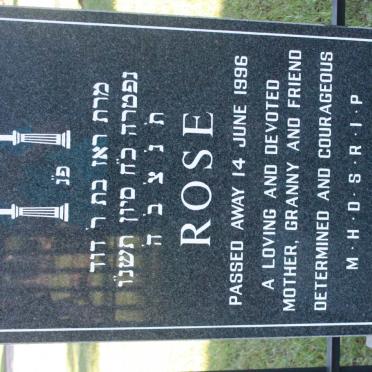 פ״נ
מרת ראז בת ר׳ דוד
נפטרה כ״ח סיון תשנ״ו
ת נ צ ב ה
ROSE
PASSED AWAY 14 JUNE 1996
A LOVING AND DEVOTED
MOTHER, GRANNY AND FRIEND
DETERMINED AND COURAGEOUS
M·H·D·S·R·I·P